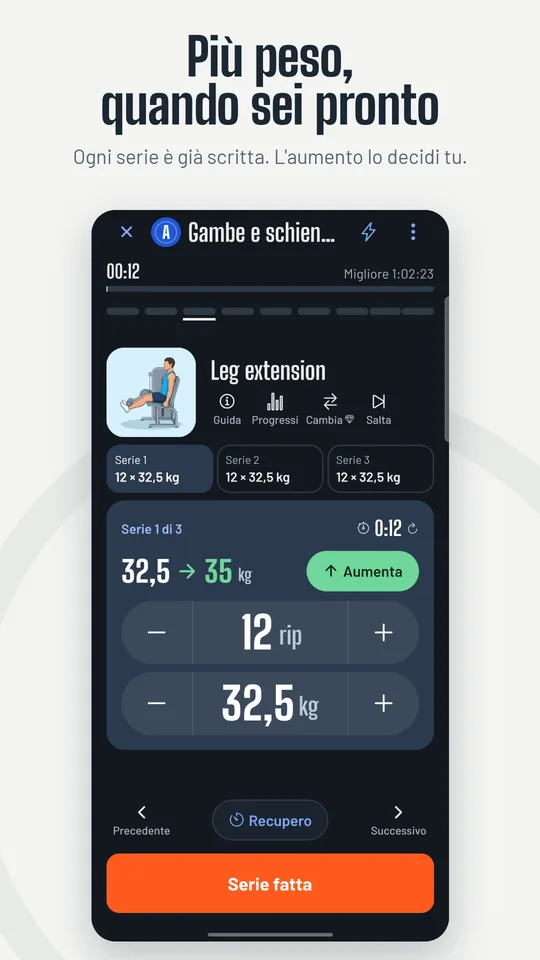 Più peso,
quando sei pronto
Ogni serie è già scritta. L'aumento lo decidi tu.
A Gambe e schien...
00:12 Migliore 1:02:23
Leg extension
Guida Progressi Cambia Salta
Serie 1 Serie 2 Serie 3
12 × 32,5 kg 12 × 32,5 kg 12 × 32,5 kg
Serie 1 di 3 0:12
32,5 → 35 kg ↑ Aumenta
− 12 rip +
− 32,5 kg +
Precedente Recupero Successivo
Serie fatta